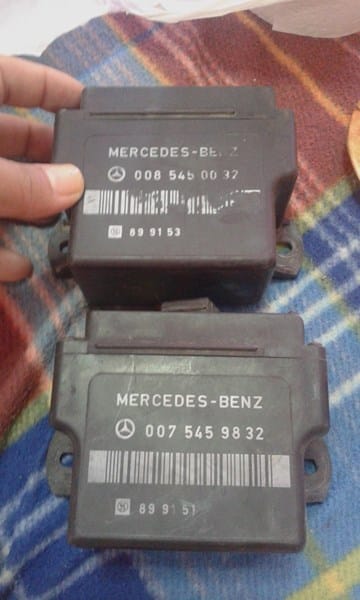 MERCEDES-BENZ
008 545 00 32
89 91 53
MERCEDES-BENZ
007 545 98 32
89 91 51